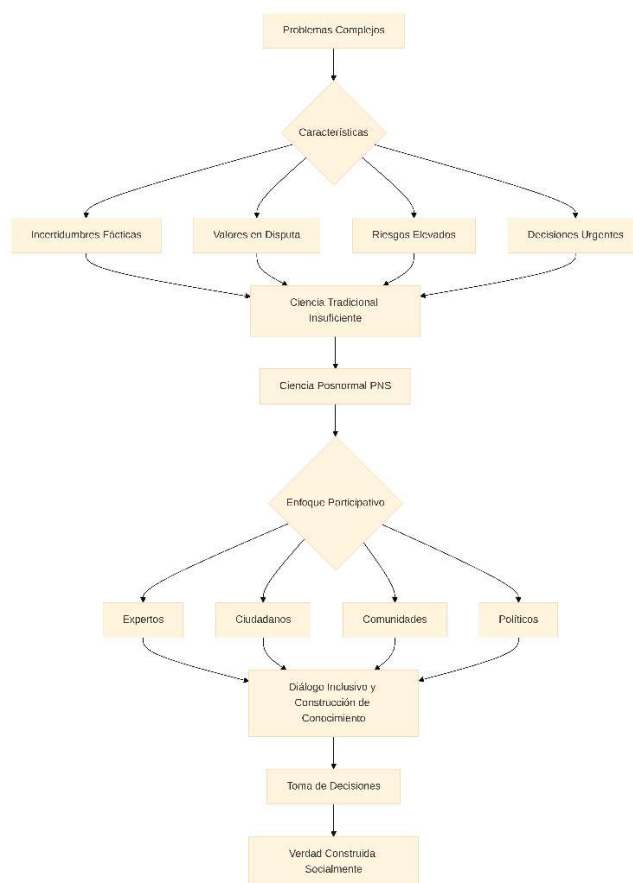 Problemas Complejos
Características
Incertidumbres Fácticas
Valores en Disputa
Riesgos Elevados
Decisiones Urgentes
Ciencia Tradicional
Insuficiente
Ciencia Posnormal PNS
Enfoque Participativo
Expertos
Ciudadanos
Comunidades
Políticos
Diálogo Inclusivo y
Construcción de
Conocimiento
Toma de Decisiones
Verdad Construida
Socialmente